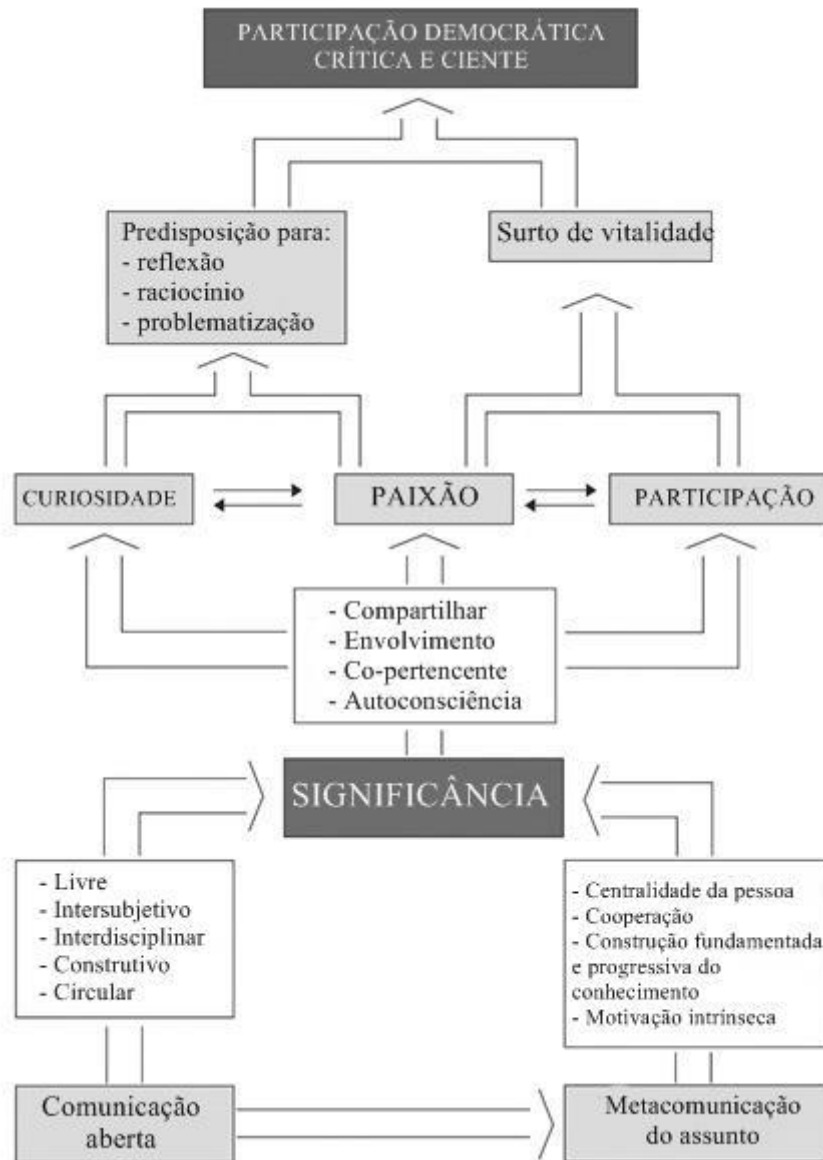 PARTICIPAÇÃO DEMOCRÁTICA
CRÍTICA E CIENTE
Predisposição para:
- reflexão
- raciocínio
- problematização
Surto de vitalidade
CURIOSIDADE
PAIXÃO
PARTICIPAÇÃO
- Compartilhar
- Envolvimento
- Co-pertencente
- Autoconsciência
SIGNIFICÂNCIA
- Livre
- Intersubjetivo
- Interdisciplinar
- Construtivo
- Circular
- Centralidade da pessoa
- Cooperação
- Construção fundamentada
e progressiva do
conhecimento
- Motivação intrínseca
Comunicação
aberta
Metacomunicação
do assunto